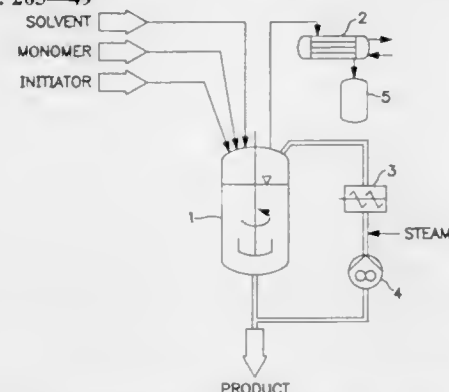 SOLVENT
MONOMER
INITIATOR
2
5
3
1
STEAM
4
PRODUCT